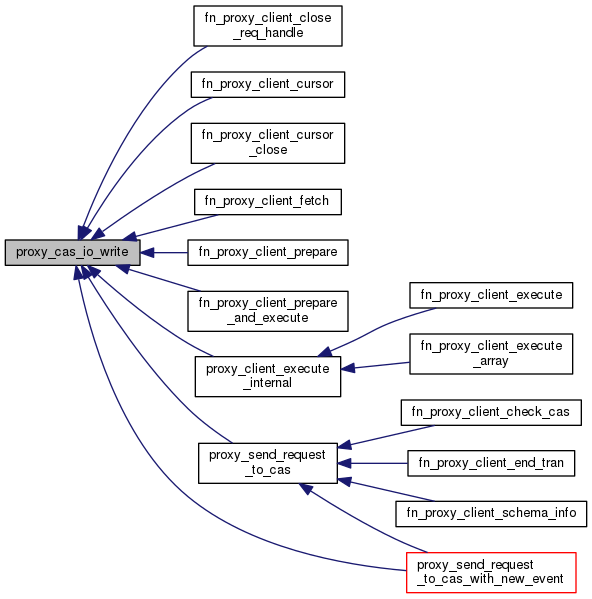 fn_proxy_client_close
_req_handle
fn_proxy_client_cursor
fn_proxy_client_cursor
_close
fn_proxy_client_fetch
proxy_cas_io_write
fn_proxy_client_prepare
fn_proxy_client_prepare
_and_execute
fn_proxy_client_execute
fn_proxy_client_execute
_array
proxy_client_execute
_internal
fn_proxy_client_check_cas
proxy_send_request
_to_cas
fn_proxy_client_end_tran
fn_proxy_client_schema_info
proxy_send_request
_to_cas_with_new_event